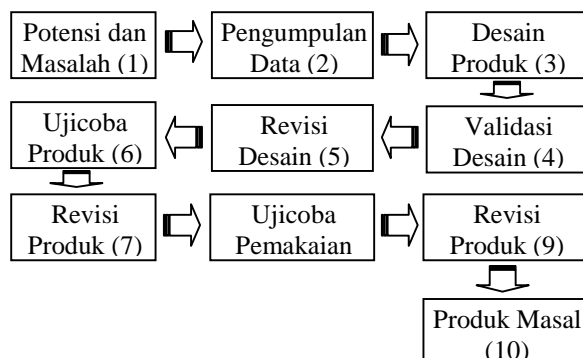 Potensi dan
Masalah (1)
Pengumpulan
Data (2)
Desain
Produk (3)
Validasi
Desain (4)
Revisi
Desain (5)
Ujicoba
Produk (6)
Revisi
Produk (7)
Ujicoba
Pemakaian
Revisi
Produk (9)
Produk Masal
(10)